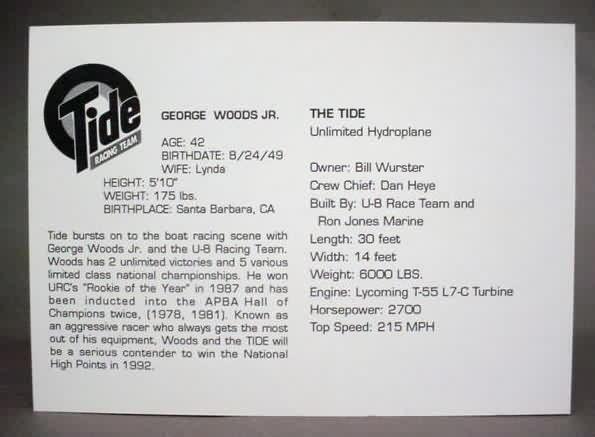 Tide
RACING TEAM
GEORGE WOODS JR.
AGE: 42
BIRTHDATE: 8/24/49
WIFE: Lynda
HEIGHT: 5'10"
WEIGHT: 175 lbs.
BIRTHPLACE: Santa Barbara, CA
Tide bursts on to the boat racing scene with
George Woods Jr. and the U-8 Racing Team.
Woods has 2 unlimited victories and 5 various
limited class national championships. He won
URC's "Rookie of the Year" in 1987 and has
been inducted into the APBA Hall of
Champions twice, (1978, 1981). Known as
an aggressive racer who always gets the most
out of his equipment, Woods and the TIDE will
be a serious contender to win the National
High Points in 1992.
THE TIDE
Unlimited Hydroplane
Owner: Bill Wurster
Crew Chief: Dan Heye
Built By: U-8 Race Team and
Ron Jones Marine
Length: 30 feet
Width: 14 feet
Weight: 6000 LBS.
Engine: Lycoming T-55 L7-C Turbine
Horsepower: 2700
Top Speed: 215 MPH